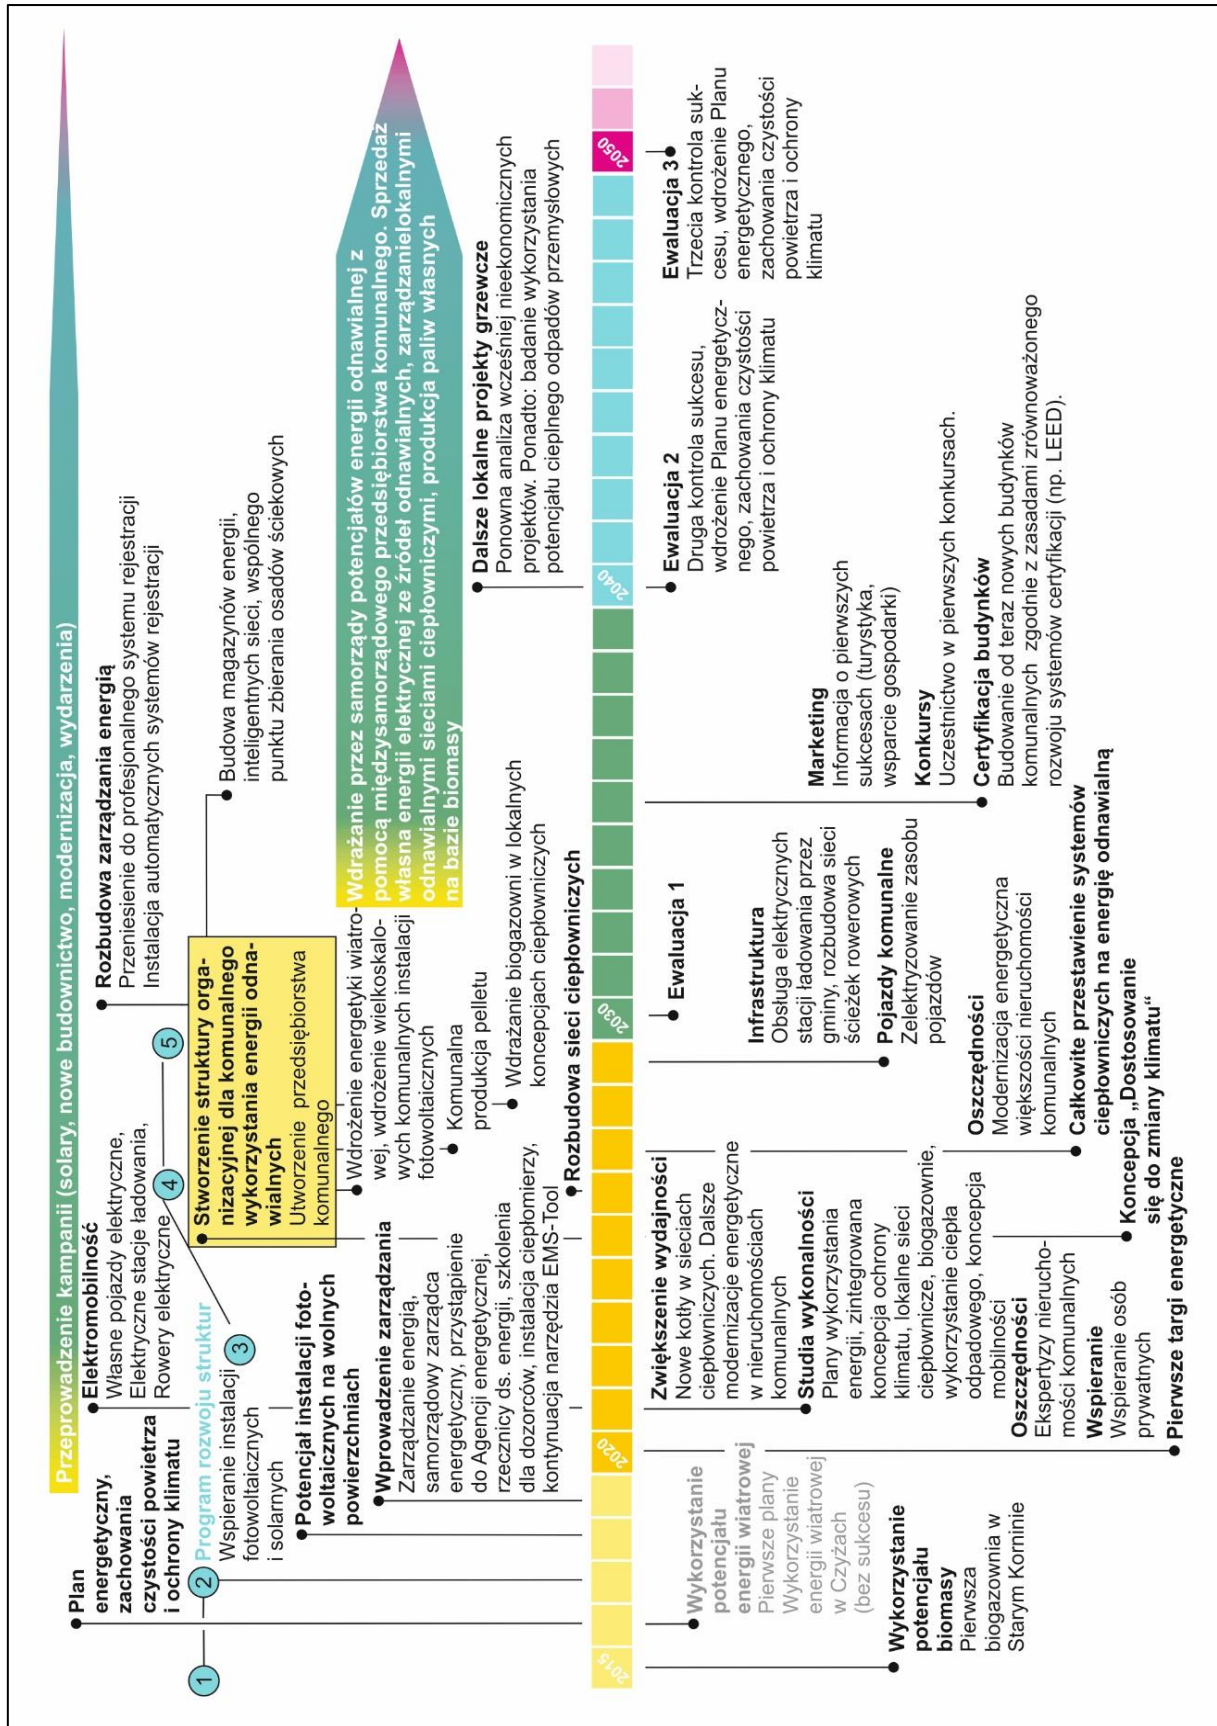 Przeprowadzenie kampanii (solary, nowe budownictwo, modernizacja, wydarzenia)
Plan
energetyczny,
zachowania
czystości powietrza
i ochrony klimatu
Elektromobilność
Własne pojazdy elektryczne,
Elektryczne stacje ładowania,
Rowery elektryczne
Rozbudowa zarządzania energią
Przeniesienie do profesjonalnego systemu rejestracji
Instalacja automatycznych systemów rejestracji
1
2
3
4
5
Program rozwoju struktur
Wspieranie instalacji
fotowoltaicznych
i solarnych
Stworzenie struktury orga-
nizacyjnej dla komunalnego
wykorzystania energii odna-
wialnych
Utworzenie przedsiębiorstwa
komunalnego
Budowa magazynów energii,
inteligentnych sieci, wspólnego
punktu zbierania osadów ściekowych
Potencjał instalacji foto-
woltaicznych na wolnych
powierzchniach
Wdrożenie energetyki wiatro-
wej, wdrożenie wielkoskalo-
wych komunalnych instalacji
fotowoltaicznych
Komunalna
produkcja pelletu
Wdrażanie biogazowni w lokalnych
koncepcjach ciepłowniczych
Wdrażanie przez samorządy potencjałów energii odnawialnej z
pomocą międzysamorządowego przedsiębiorstwa komunalnego. Sprzedaż
własna energii elektrycznej ze źródeł odnawialnych, zarządzanielokalnymi
odnawialnymi sieciami ciepłowniczymi, produkcja paliw własnych
na bazie biomasy
Wprowadzenie zarządzania
Zarządzanie energią,
samorządowy zarządca
energetyczny, przystąpienie
do Agencji energetycznej,
rzecznicy ds. energii, szkolenia
dla dozorców, instalacja ciepłomierzy,
kontynuacja narzędzia EMS-Tool
Rozbudowa sieci ciepłowniczych
Dalsze lokalne projekty grzewcze
Ponowna analiza wcześniej nieekonomicznych
projektów. Ponadto: badanie wykorzystania
potencjału cieplnego odpadów przemysłowych
2015
2020
2030
2040
2050
Wykorzystanie
potencjału
energii wiatrowej
Pierwsze plany
Wykorzystanie
energii wiatrowej
w Czyżach
(bez sukcesu)
Wykorzystanie
potencjału
biomasy
Pierwsza
biogazownia w
Starym Korninie
Zwiększenie wydajności
Nowe kotły w sieciach
ciepłowniczych. Dalsze
modernizacje energetyczne
w nieruchomościach
komunalnych
Studia wykonalności
Plany wykorzystania
energii, zintegrowana
koncepcja ochrony
klimatu, lokalne sieci
ciepłownicze, biogazownie,
wykorzystanie ciepła
odpadowego, koncepcja
mobilności
Oszczędności
Ekspertyzy nierucho-
mości komunalnych
Wspieranie
Wspieranie osób
prywatnych
Pierwsze targi energetyczne
Ewaluacja 1
Infrastruktura
Obsługa elektrycznych
stacji ładowania przez
gminy, rozbudowa sieci
ścieżek rowerowych
Pojazdy komunalne
Zelektryzowanie zasobu
pojazdów
Oszczędności
Modernizacja energetyczna
większości nieruchomości
komunalnych
Całkowite przestawienie systemów
ciepłowniczych na energię odnawialną
Koncepcja „Dostosowanie
się do zmiany klimatu“
Marketing
Informacja o pierwszych
sukcesach (turystyka,
wsparcie gospodarki)
Konkursy
Uczestnictwo w pierwszych konkursach.
Certyfikacja budynków
Budowanie od teraz nowych budynków
komunalnych zgodnie z zasadami zrównoważonego
rozwoju systemów certyfikacji (np. LEED).
Ewaluacja 2
Druga kontrola sukcesu,
wdrożenie Planu energetycz-
nego, zachowania czystości
powietrza i ochrony klimatu
Ewaluacja 3
Trzecia kontrola suk-
cesu, wdrożenie Planu
energetycznego,
zachowania czystości
powietrza i ochrony
klimatu